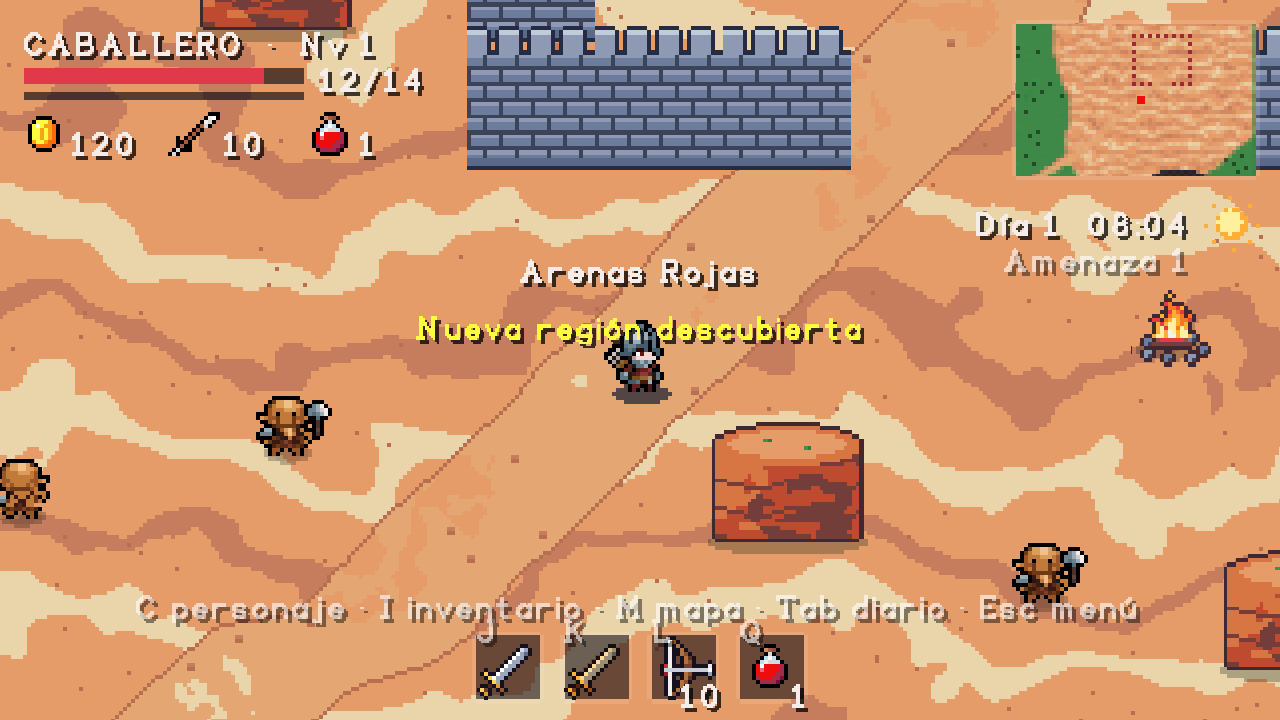 CABALLERO · Nv 1
12/14
120 10 1
Día 1 08:04
Amenaza 1
Arenas Rojas
Nueva región descubierta
C personaje · I inventario · M mapa · Tab diario · Esc menú
J K L Q
10 1